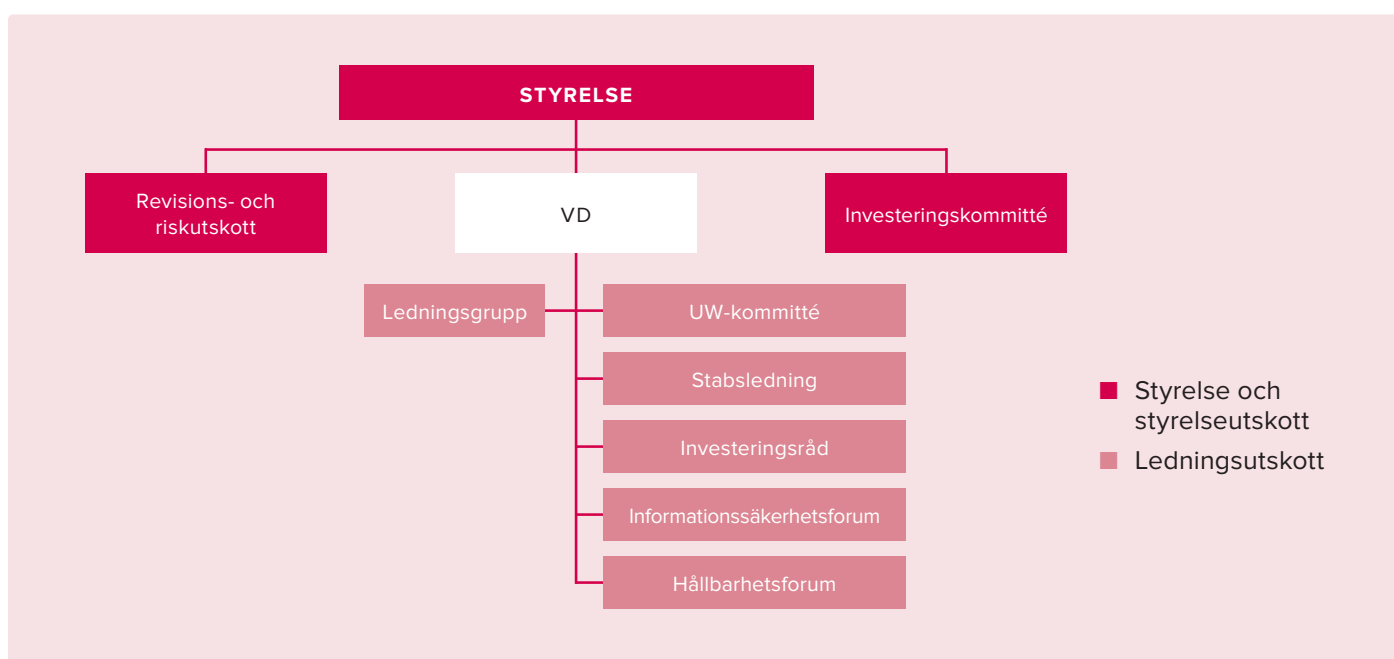 STYRELSE
Revisions- och
riskutskott
VD
Investeringskommitté
Ledningsgrupp
UW-kommitté
Stabsledning
Investeringsråd
Informationssäkerhetsforum
Hållbarhetsforum
Styrelse och
styrelseutskott
Ledningsutskott